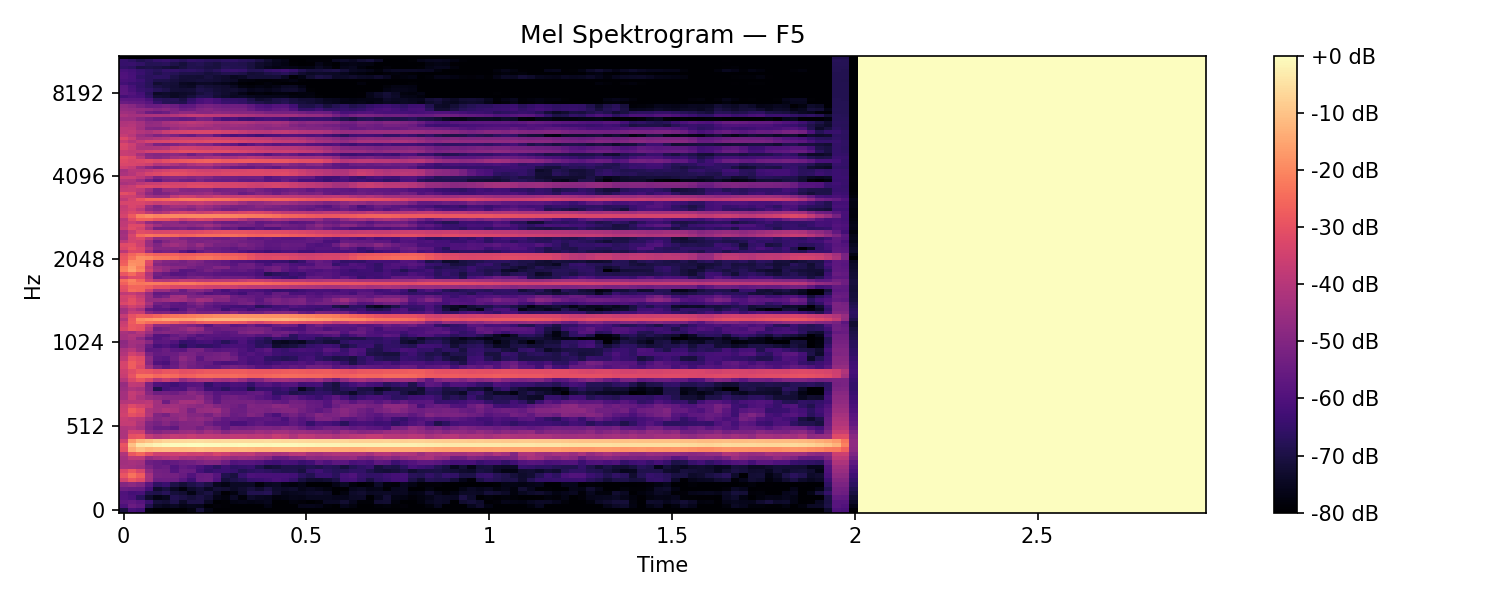 Mel Spektrogram — F5
Hz
8192
4096
2048
1024
512
0
0 0.5 1 1.5 2 2.5
Time
+0 dB
-10 dB
-20 dB
-30 dB
-40 dB
-50 dB
-60 dB
-70 dB
-80 dB